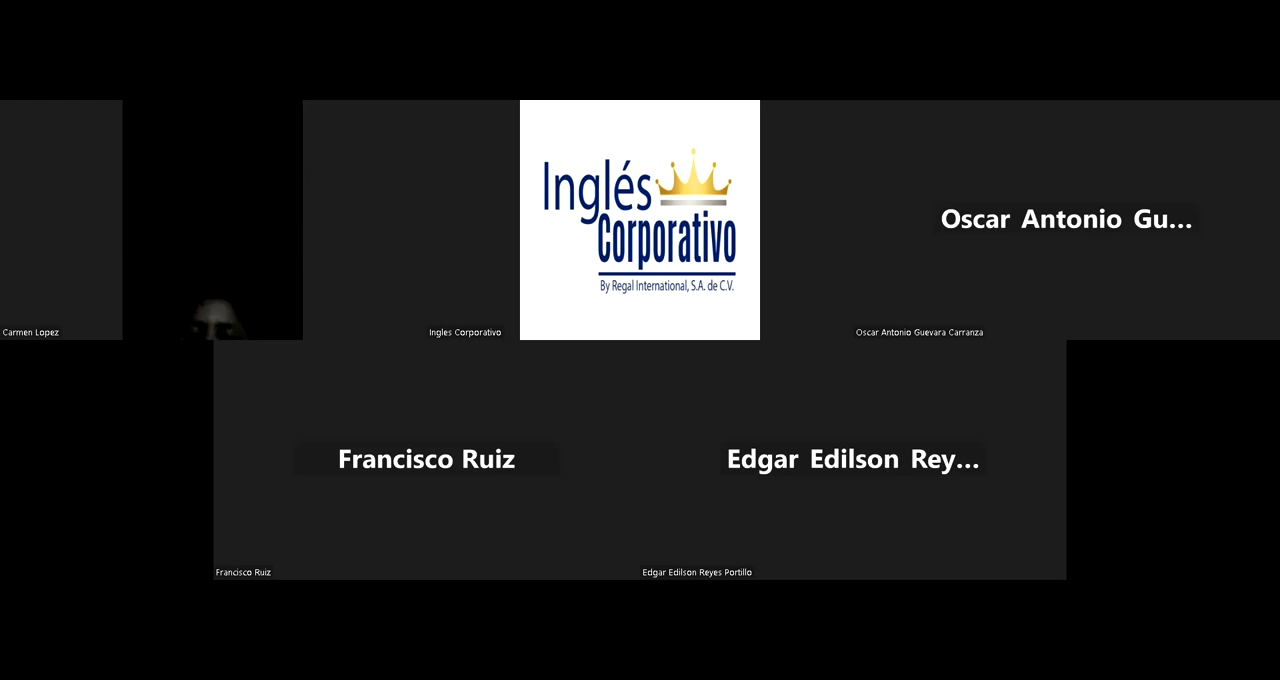 Inglés
Corporativo
By Regal International, S.A. de C.V.
Oscar Antonio Gu...
Carmen Lopez
Ingles Corporativo
Oscar Antonio Guevara Carranza
Francisco Ruiz
Edgar Edilson Rey...
Francisco Ruiz
Edgar Edilson Reyes Portillo